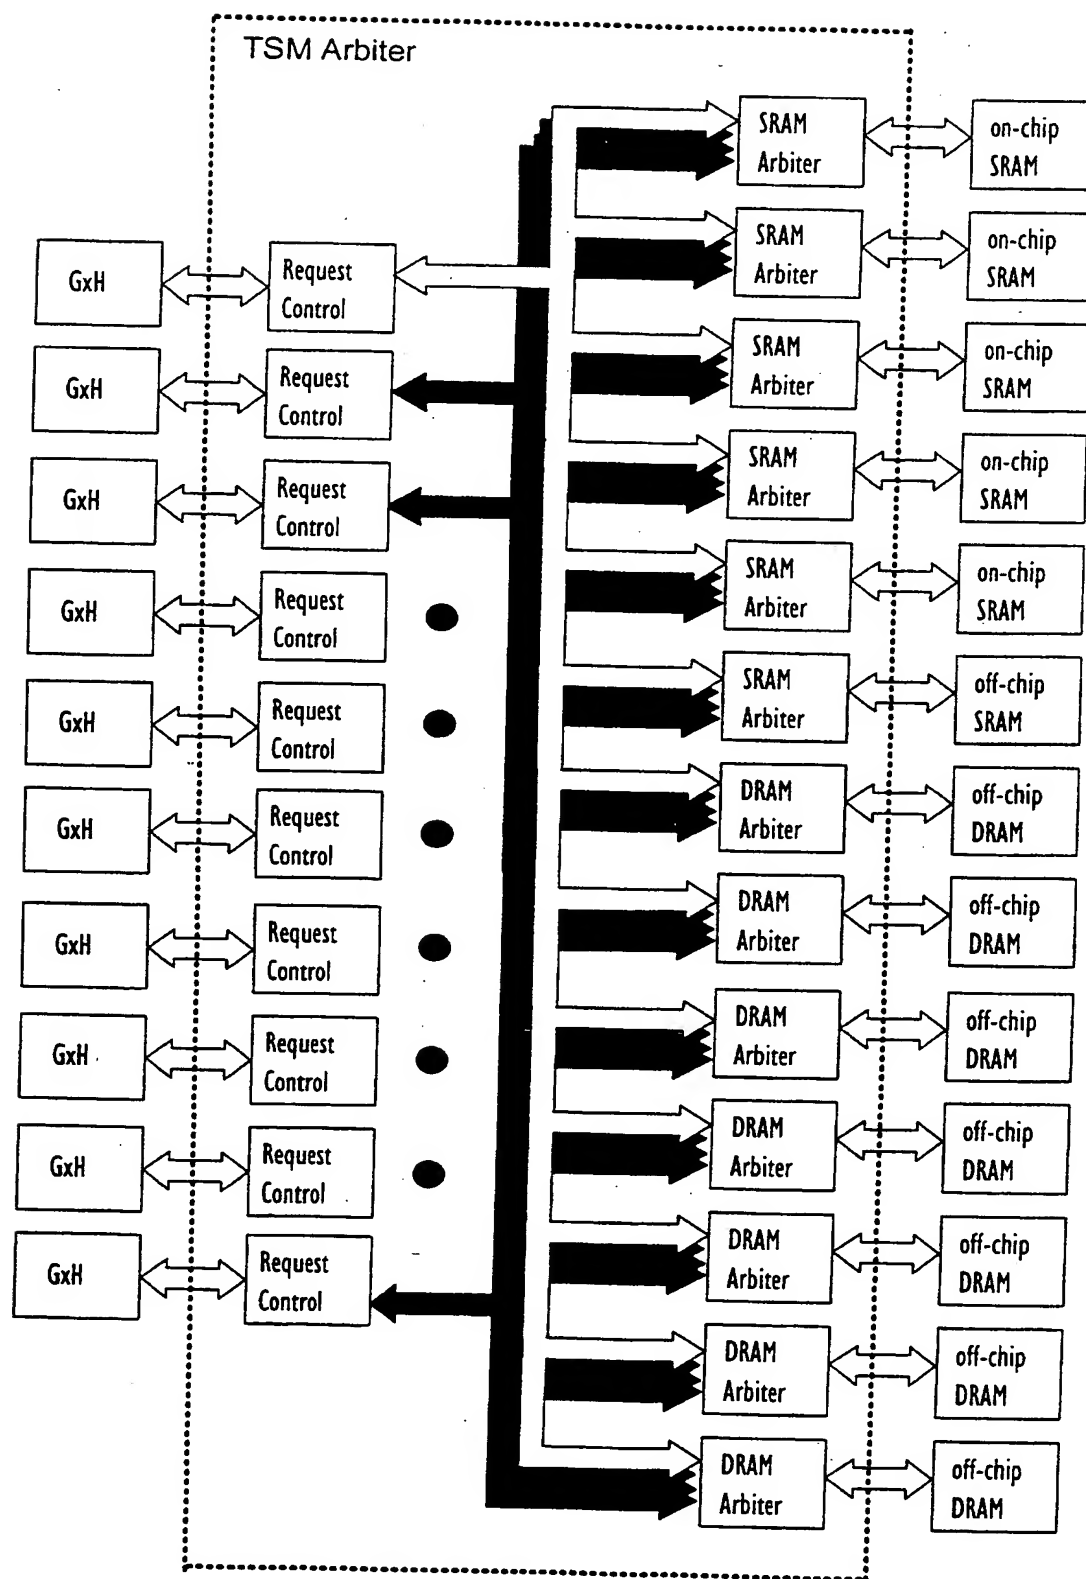 TSM Arbiter
SRAM
Arbiter
on-chip
SRAM
SRAM
Arbiter
on-chip
SRAM
GxH
Request
Control
SRAM
Arbiter
on-chip
SRAM
GxH
Request
Control
SRAM
Arbiter
on-chip
SRAM
GxH
Request
Control
SRAM
Arbiter
on-chip
SRAM
GxH
Request
Control
SRAM
Arbiter
off-chip
SRAM
GxH
Request
Control
DRAM
Arbiter
off-chip
DRAM
GxH
Request
Control
DRAM
Arbiter
off-chip
DRAM
GxH
Request
Control
DRAM
Arbiter
off-chip
DRAM
GxH
Request
Control
DRAM
Arbiter
off-chip
DRAM
GxH
Request
Control
DRAM
Arbiter
off-chip
DRAM
GxH
Request
Control
DRAM
Arbiter
off-chip
DRAM
DRAM
Arbiter
off-chip
DRAM